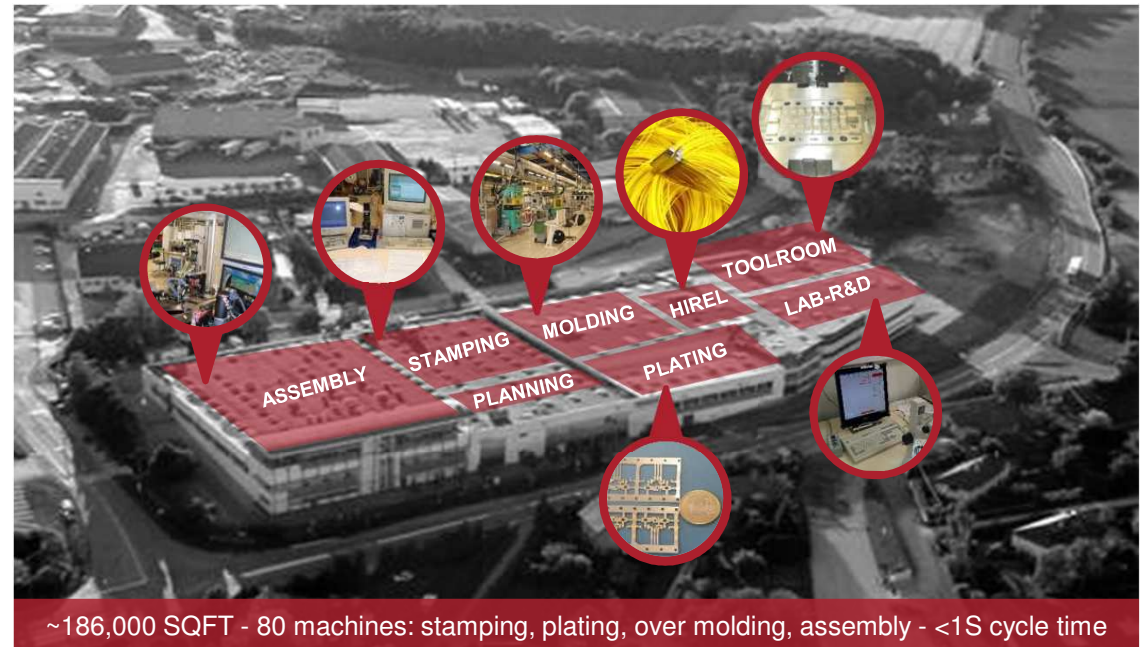 TOOLROOM
LAB-R&D
HIREL
MOLDING
STAMPING
PLATING
ASSEMBLY
PLANNING
~186,000 SQFT - 80 machines: stamping, plating, over molding, assembly - <1S cycle time